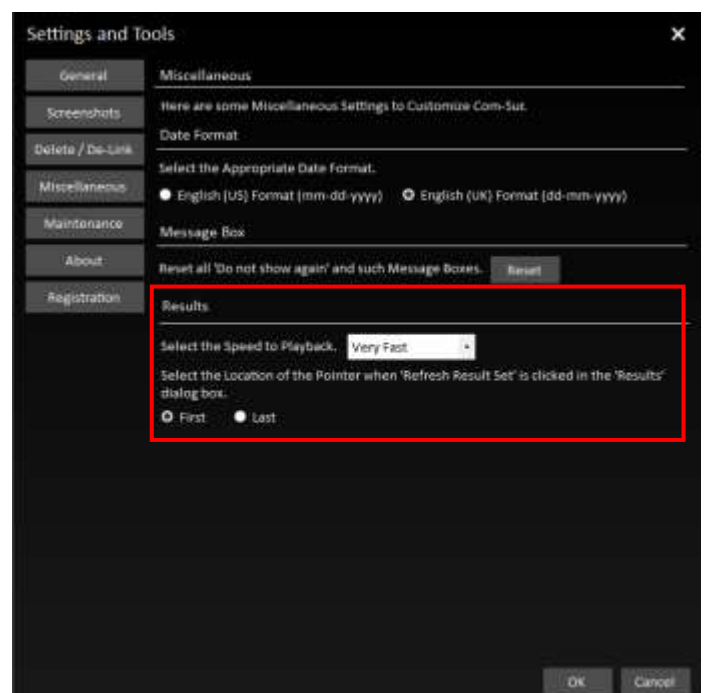 Settings and Tools
General
Screenshots
Delete / De-Link
Miscellaneous
Maintenance
About
Registration
Miscellaneous
Here are some Miscellaneous Settings to Customize Com-Sur.
Date Format
Select the Appropriate Date Format.
English (US) Format (mm-dd-yyyy) English (UK) Format (dd-mm-yyyy)
Message Box
Reset all 'Do not show again' and such Message Boxes. Reset
Results
Select the Speed to Playback. Very Fast
Select the Location of the Pointer when 'Refresh Result Set' is clicked in the 'Results'
dialog box.
First Last
OK Cancel